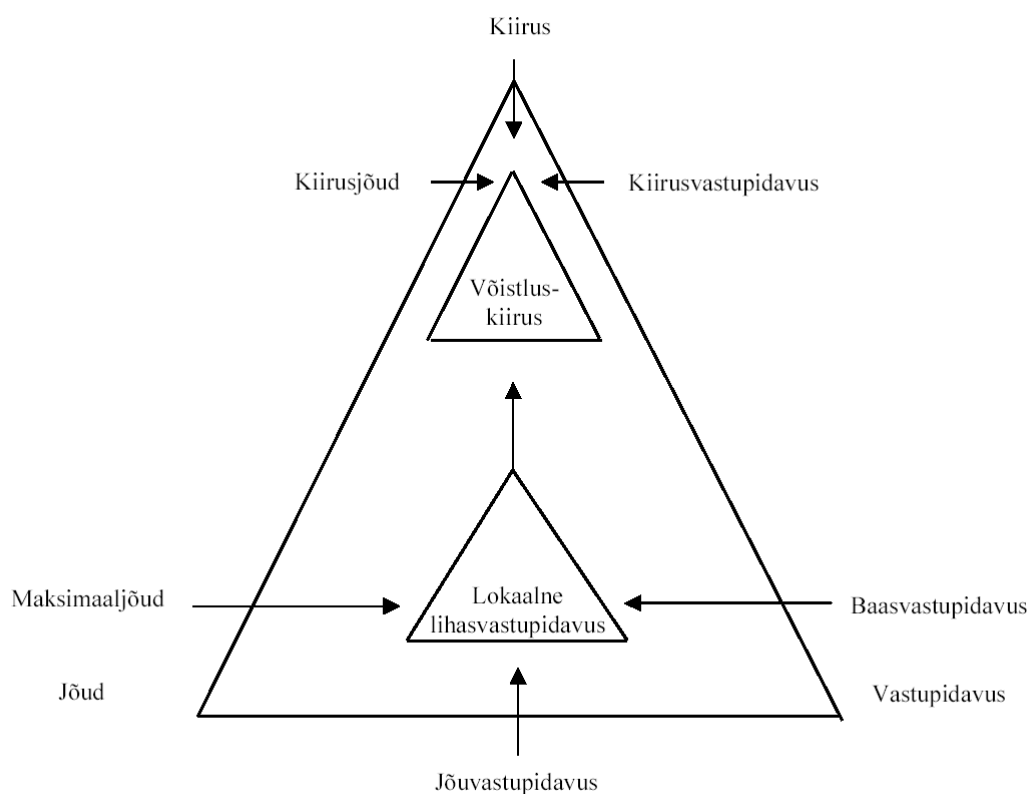 Kiirus
Kiirusjõud
Kiirusvastupidavus
Võistlus-
kiirus
Maksimaaljõud
Lokaalne
lihasvastupidavus
Baasvastupidavus
Jõud
Vastupidavus
Jõuvastupidavus